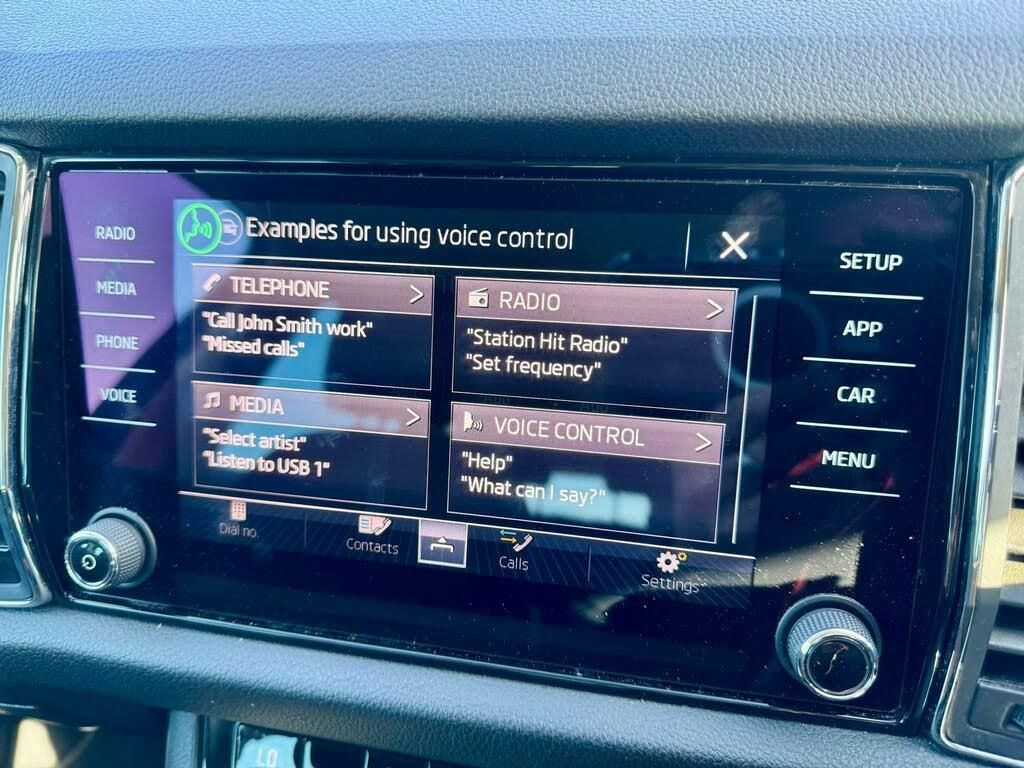 RADIO
MEDIA
PHONE
VOICE
Examples for using voice control
TELEPHONE
"Call John Smith work"
"Missed calls"
RADIO
"Station Hit Radio"
"Set frequency"
MEDIA
"Select artist"
"Listen to USB 1"
VOICE CONTROL
"Help"
"What can I say?"
Dial no.
Contacts
Calls
Settings
SETUP
APP
CAR
MENU
LO